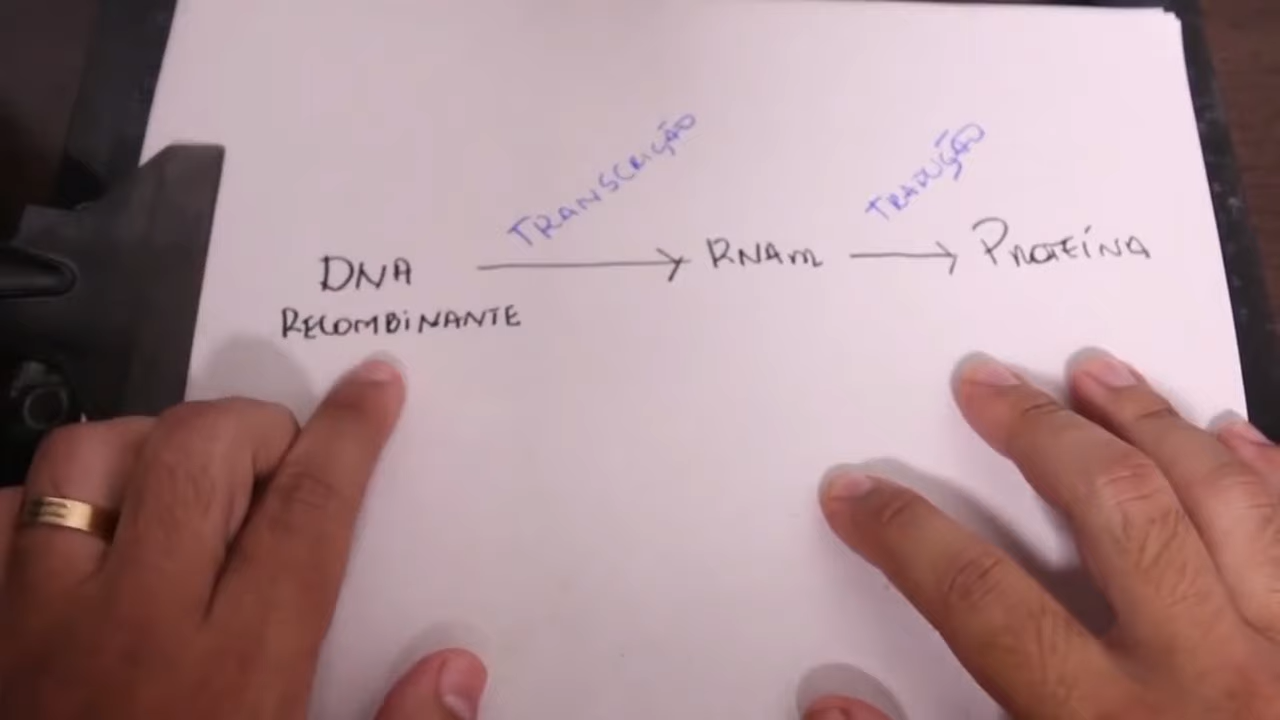 TRANSCRIÇÃO
TRADUÇÃO
DNA → RNAm → PROTEÍNA
RECOMBINANTE